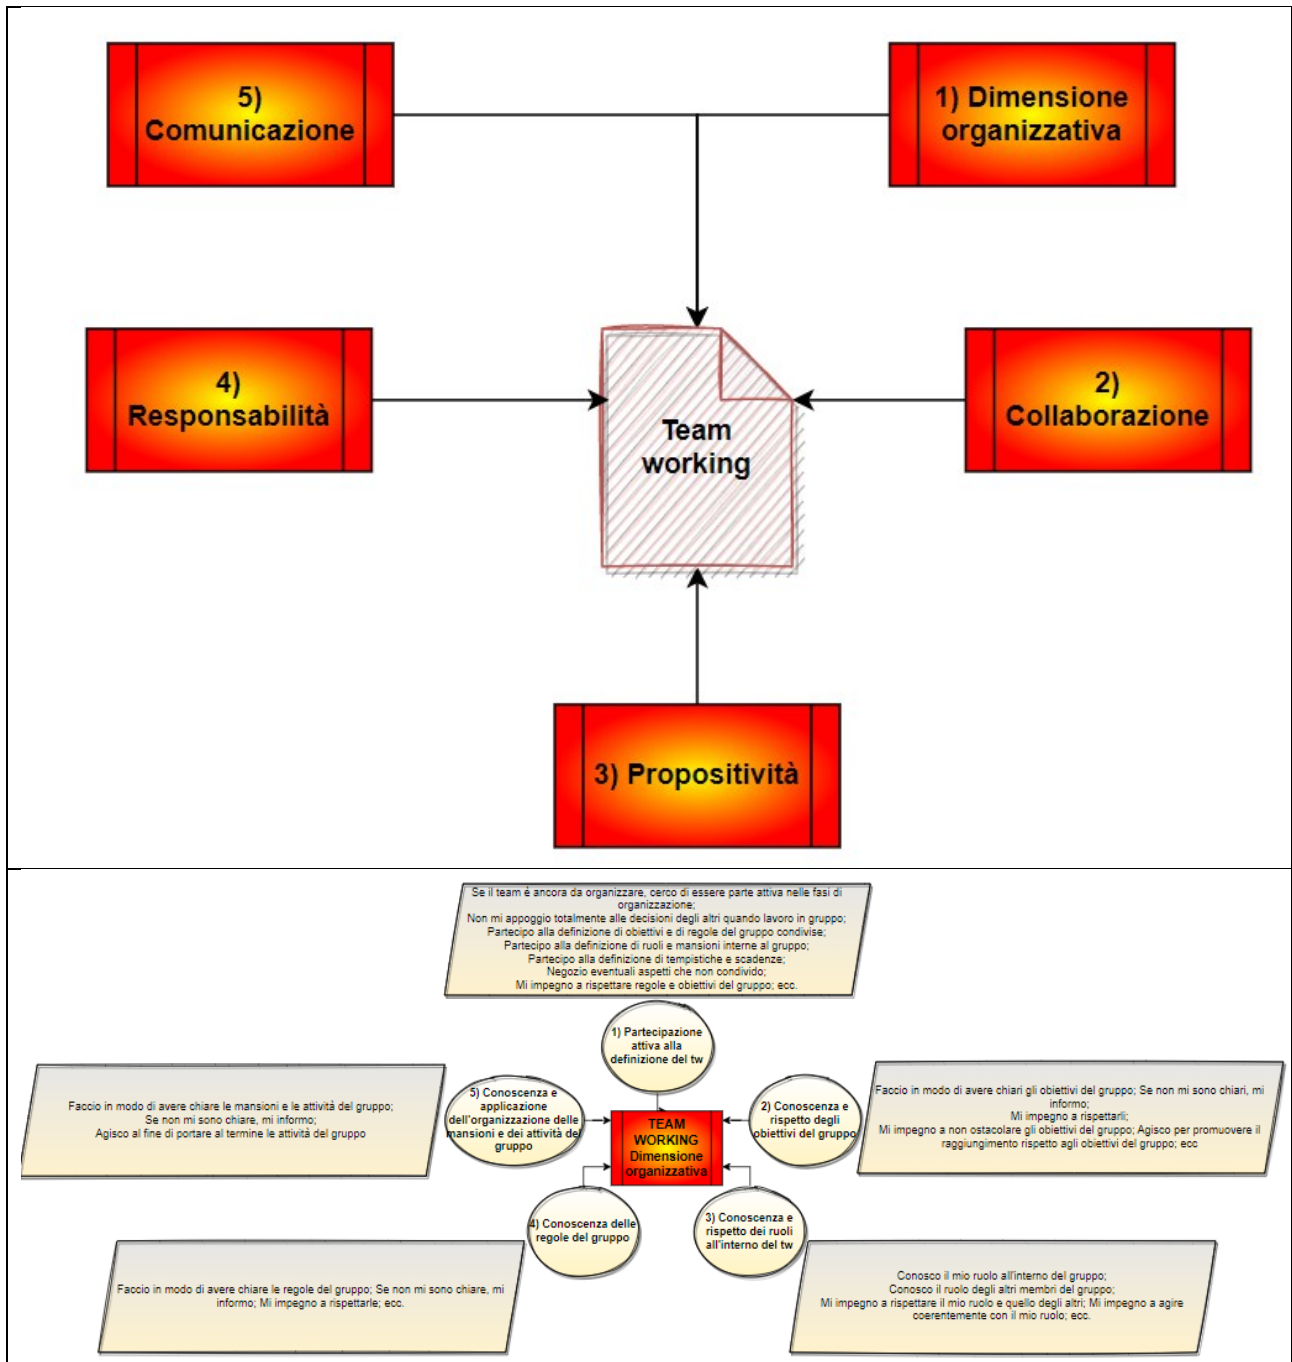 5)
Comunicazione
1) Dimensione
organizzativa
4)
Responsabilità
2)
Collaborazione
Team
working
3) Propositività
Se il team è ancora da organizzare, cerco di essere parte attiva nelle fasi di
organizzazione;
Non mi appoggio totalmente alle decisioni degli altri quando lavoro in gruppo;
Partecipo alla definizione di obiettivi e di regole del gruppo condivise;
Partecipo alla definizione di ruoli e mansioni interne al gruppo;
Partecipo alla definizione di tempistiche e scadenze;
Negozio eventuali aspetti che non condivido;
Mi impegno a rispettare regole e obiettivi del gruppo; ecc.
1) Partecipazione
attiva alla
definizione del tw
Faccio in modo di avere chiare le mansioni e le attività del gruppo;
Se non mi sono chiare, mi informo;
Agisco al fine di portare al termine le attività del gruppo
5) Conoscenza e
applicazione
dell'organizzazione delle
mansioni e dei attività del
gruppo
TEAM
WORKING
Dimensione
organizzativa
2) Conoscenza e
rispetto degli
obiettivi del gruppo
Faccio in modo di avere chiari gli obiettivi del gruppo; Se non mi sono chiari, mi
informo;
Mi impegno a rispettarli;
Mi impegno a non ostacolare gli obiettivi del gruppo; Agisco per promuovere il
raggiungimento rispetto agli obiettivi del gruppo; ecc
4) Conoscenza delle
regole del gruppo
3) Conoscenza e
rispetto dei ruoli
all'interno del tw
Faccio in modo di avere chiare le regole del gruppo; Se non mi sono chiare, mi
informo; Mi impegno a rispettarle; ecc.
Conosco il mio ruolo all'interno del gruppo;
Conosco il ruolo degli altri membri del gruppo;
Mi impegno a rispettare il mio ruolo e quello degli altri; Mi impegno a agire
coerentemente con il mio ruolo; ecc.